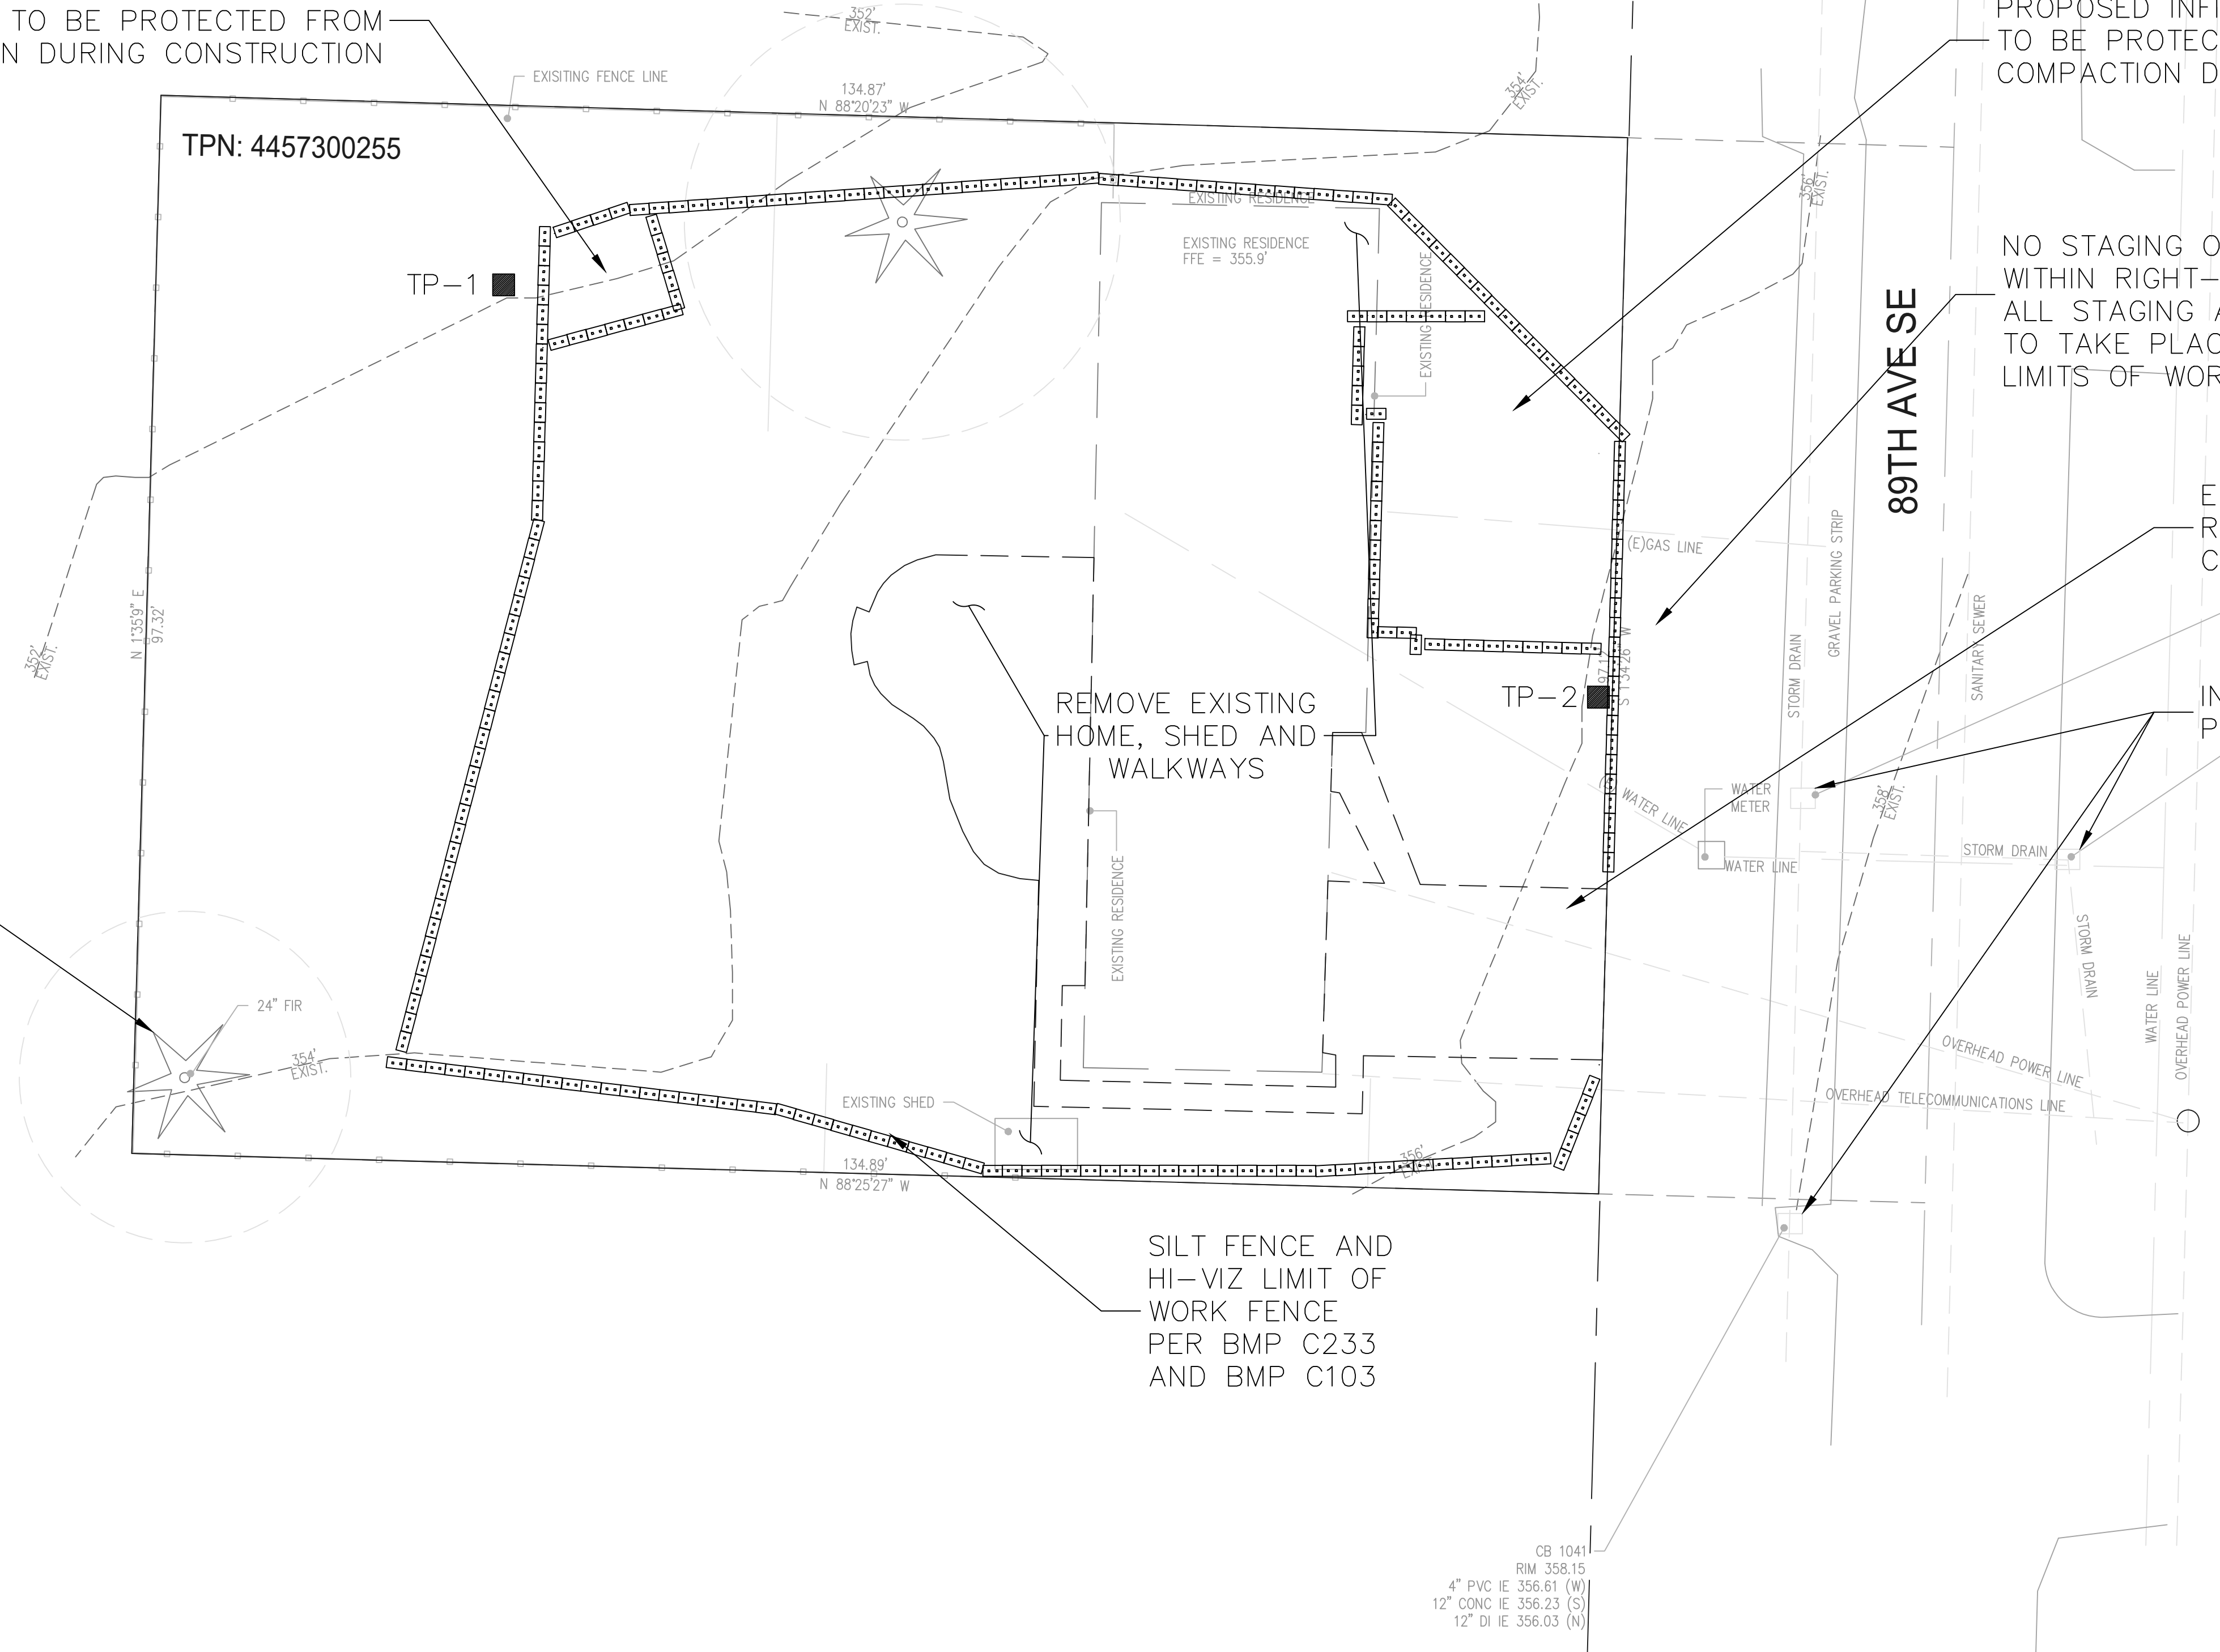 TO BE PROTECTED FROM
N DURING CONSTRUCTION
EXISITING FENCE LINE
352'
EXIST.
134.87'
N 88°20'23" W
354'
EXIST.
PROPOSED INFI
TO BE PROTEC
COMPACTION D
TPN: 4457300255
356'
EXIST.
EXISTING RESIDENCE
EXISTING RESIDENCE
FFE = 355.9'
EXISTING RESIDENCE
TP-1
NO STAGING O
WITHIN RIGHT-
ALL STAGING A
TO TAKE PLAC
LIMITS OF WOR
89TH AVE SE
E
R
C
(E)GAS LINE
GRAVEL PARKING STRIP
N 1°35'9" E
97.32'
352'
EXIST.
STORM DRAIN
SANITARY SEWER
S 1°34'26" W
TP-2
REMOVE EXISTING
HOME, SHED AND
WALKWAYS
IN
P
WATER LINE
WATER
METER
358'
EXIST.
WATER LINE
STORM DRAIN
EXISTING RESIDENCE
STORM DRAIN
WATER LINE
OVERHEAD POWER LINE
24" FIR
354'
EXIST.
OVERHEAD POWER LINE
OVERHEAD TELECOMMUNICATIONS LINE
EXISTING SHED
134.89'
N 88°25'27" W
356'
EXIST.
SILT FENCE AND
HI-VIZ LIMIT OF
WORK FENCE
PER BMP C233
AND BMP C103
CB 1041
RIM 358.15
4" PVC IE 356.61 (W)
12" CONC IE 356.23 (S)
12" DI IE 356.03 (N)